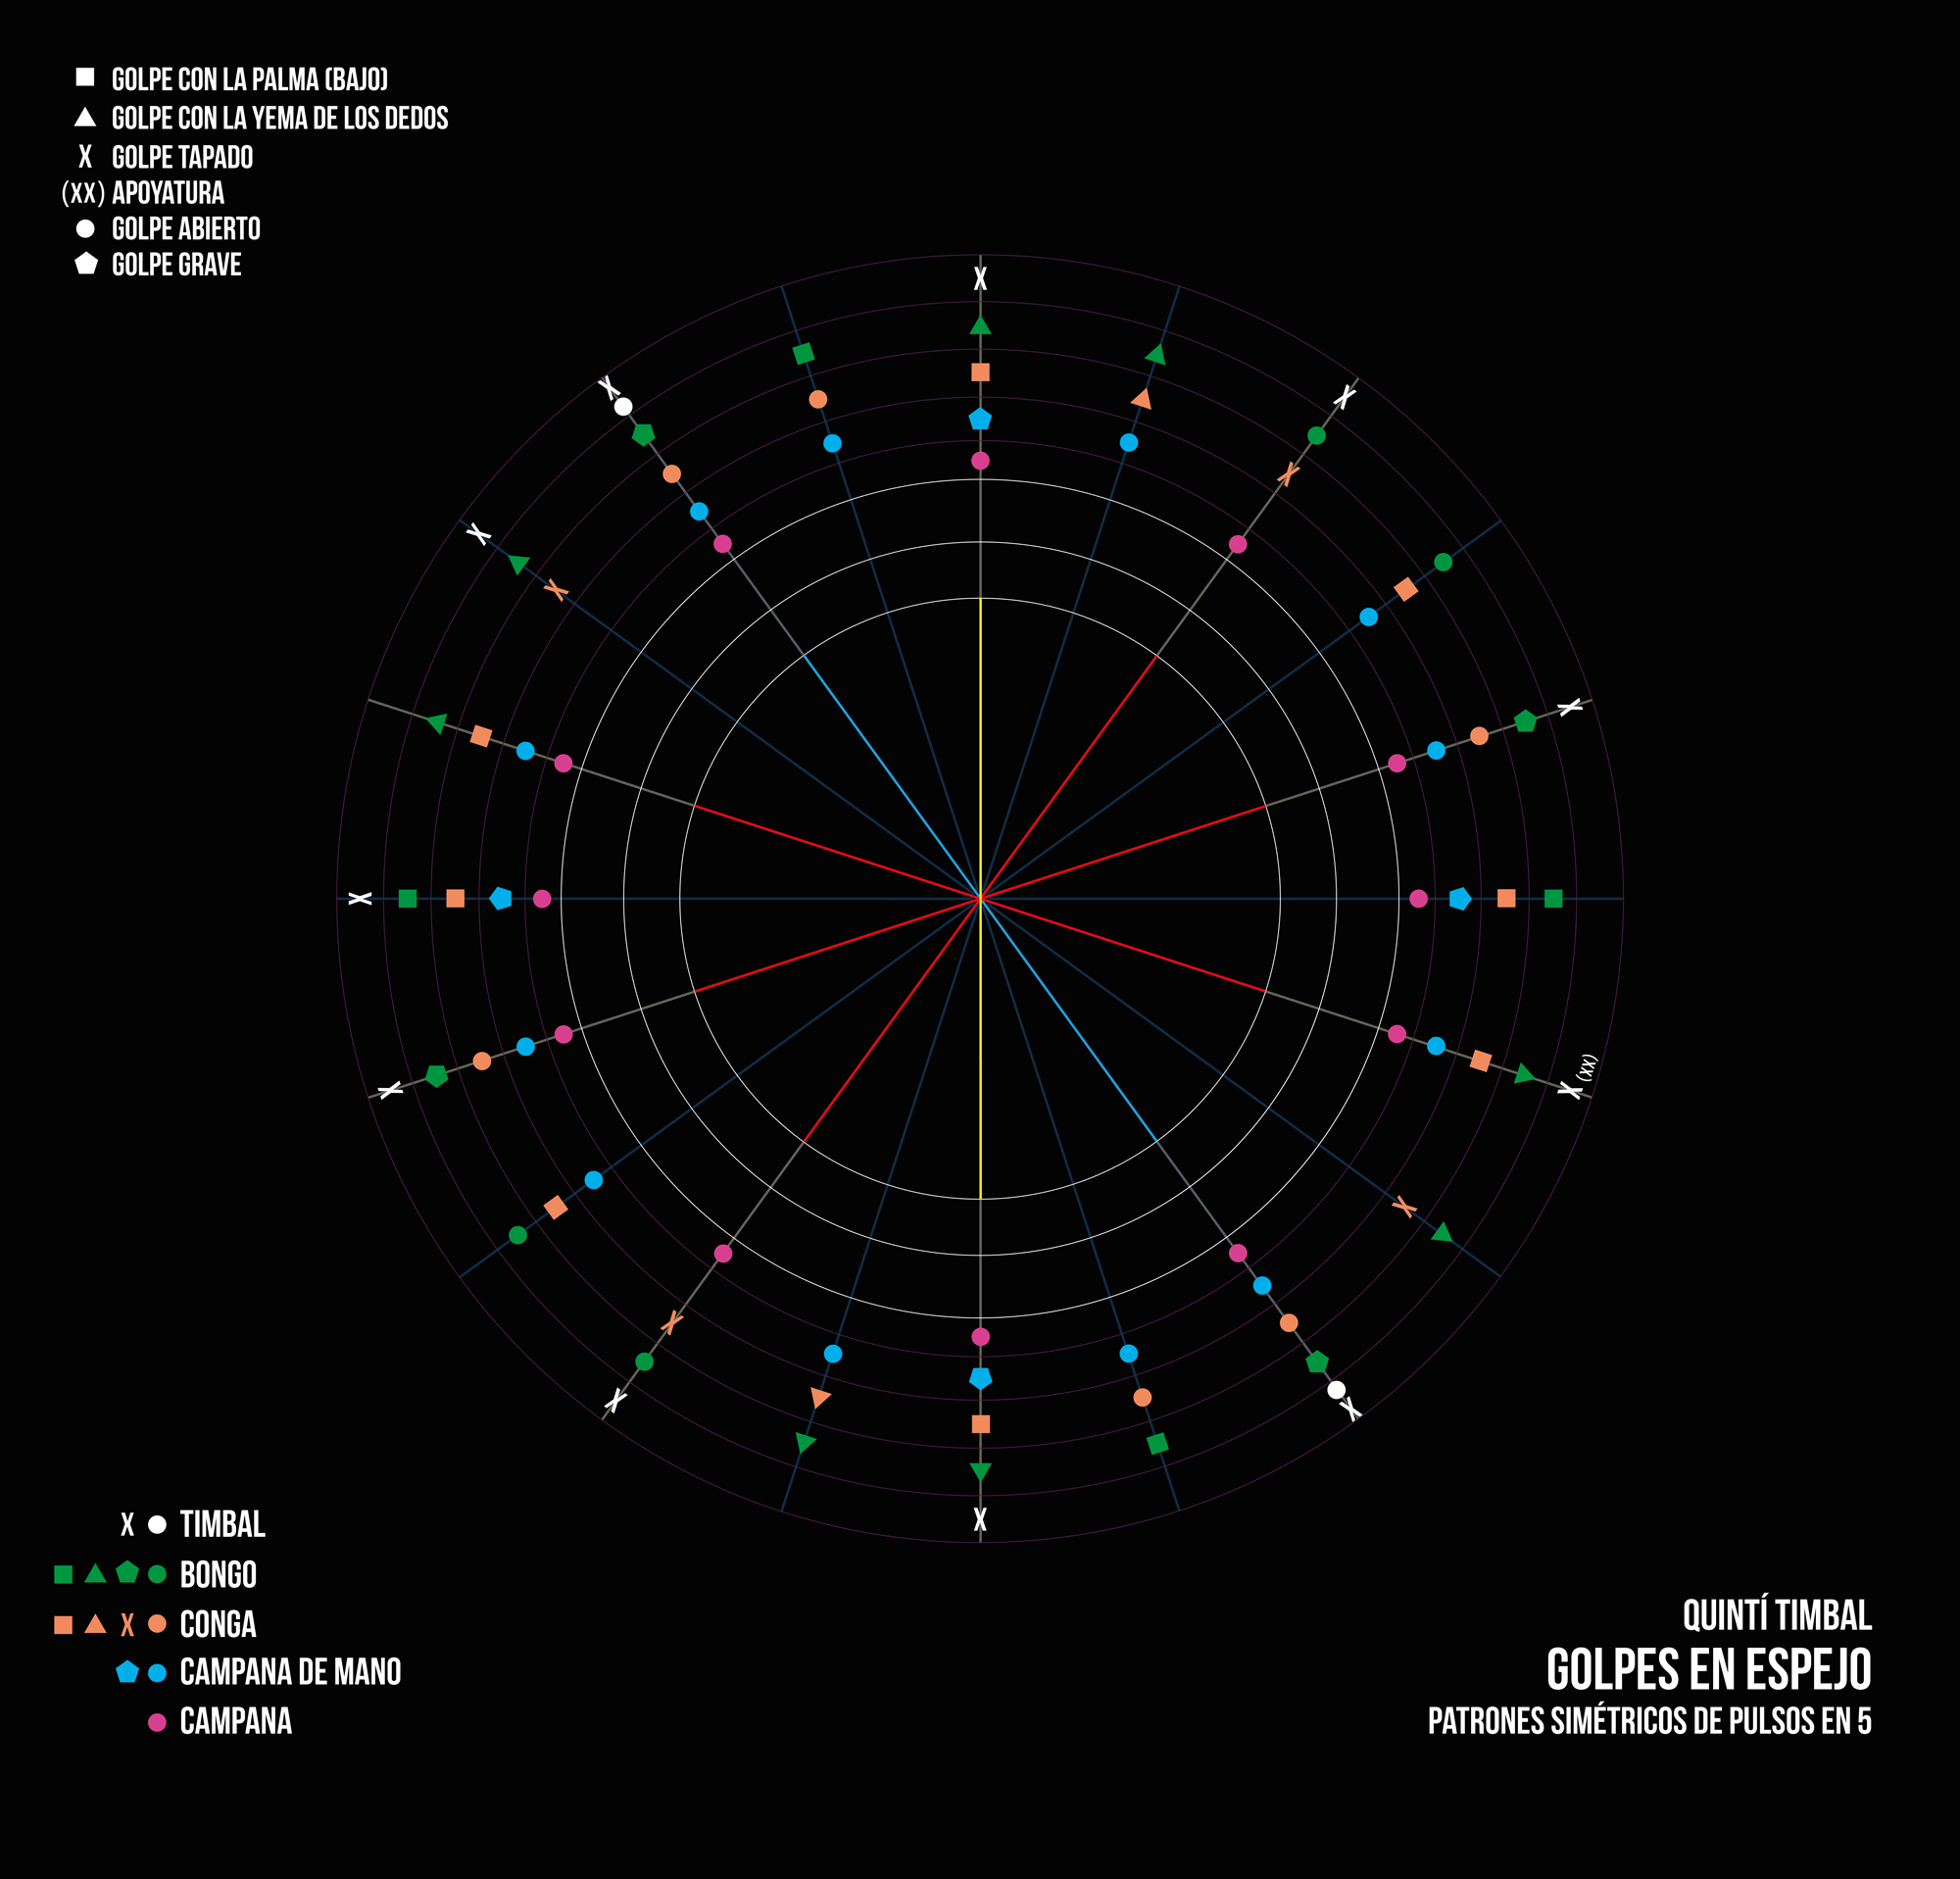 GOLPE CON LA PALMA (BAJO)
GOLPE CON LA YEMA DE LOS DEDOS
X GOLPE TAPADO
(XX) APOYATURA
GOLPE ABIERTO
GOLPE GRAVE
X
X
X
X
X
X
X
X (XX)
X
X
X
X
X
X
X
X
X
X TIMBAL
BONGO
X CONGA
CAMPANA DE MANO
CAMPANA
QUINTÍ TIMBAL
GOLPES EN ESPEJO
PATRONES SIMÉTRICOS DE PULSOS EN 5